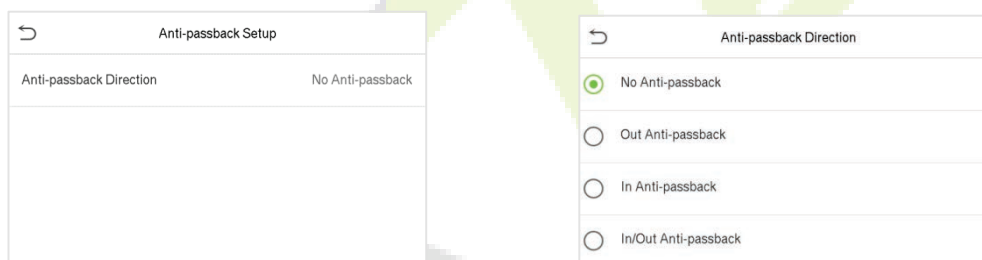 Anti-passback Setup
Anti-passback Direction No Anti-passback
Anti-passback Direction
No Anti-passback
Out Anti-passback
In Anti-passback
In/Out Anti-passback